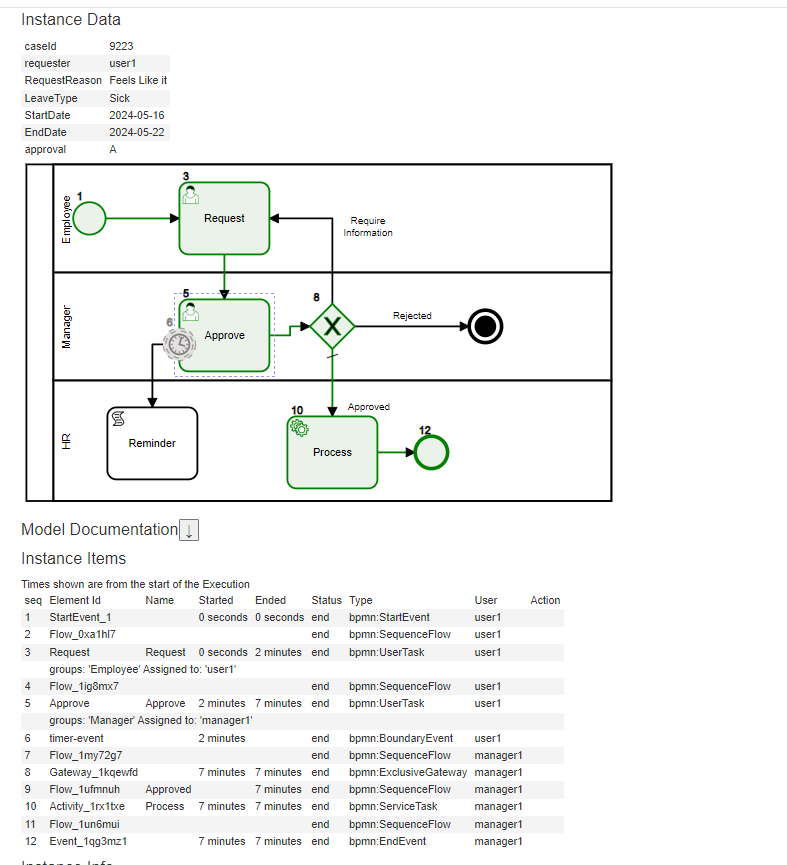 Instance Data
caseId 9223
requester user1
RequestReason Feels Like it
LeaveType Sick
StartDate 2024-05-16
EndDate 2024-05-22
approval A
Employee
1
3
Request
Require
Information
Manager
5
6
Approve
8
X
Rejected
HR
Reminder
10
Approved
Process
12
Model Documentation ↓
Instance Items
Times shown are from the start of the Execution
seq Element Id Name Started Ended Status Type User Action
1 StartEvent_1 0 seconds 0 seconds end bpmn:StartEvent user1
2 Flow_0xa1hl7 end bpmn:SequenceFlow user1
3 Request Request 0 seconds 2 minutes end bpmn:UserTask user1
groups: 'Employee' Assigned to: 'user1'
4 Flow_1ig8mx7 end bpmn:SequenceFlow user1
5 Approve Approve 2 minutes 7 minutes end bpmn:UserTask user1
groups: 'Manager' Assigned to: 'manager1'
6 timer-event 2 minutes end bpmn:BoundaryEvent user1
7 Flow_1my72g7 end bpmn:SequenceFlow manager1
8 Gateway_1kqewfd 7 minutes 7 minutes end bpmn:ExclusiveGateway manager1
9 Flow_1ufmnuh Approved 7 minutes end bpmn:SequenceFlow manager1
10 Activity_1rx1txe Process 7 minutes 7 minutes end bpmn:ServiceTask manager1
11 Flow_1un6mui end bpmn:SequenceFlow manager1
12 Event_1qg3mz1 7 minutes 7 minutes end bpmn:EndEvent manager1